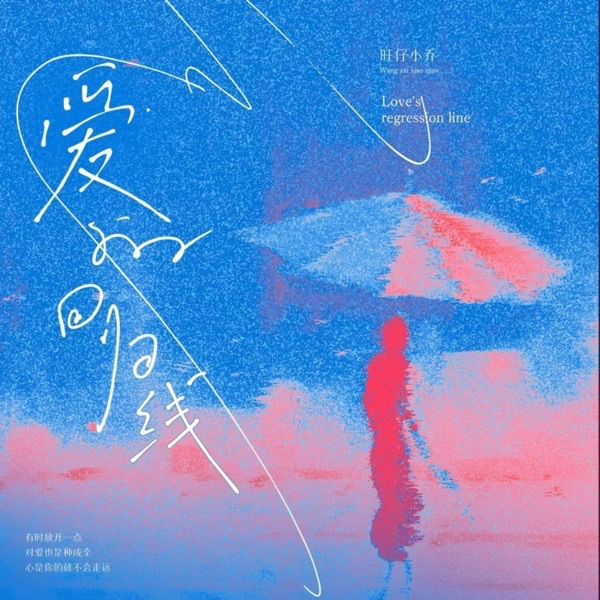 爱的回归线
旺仔小乔
Wang zai xiao qiao
Love's
regression line
有时放开一点
对爱也是种成全
心是你的就不会走远